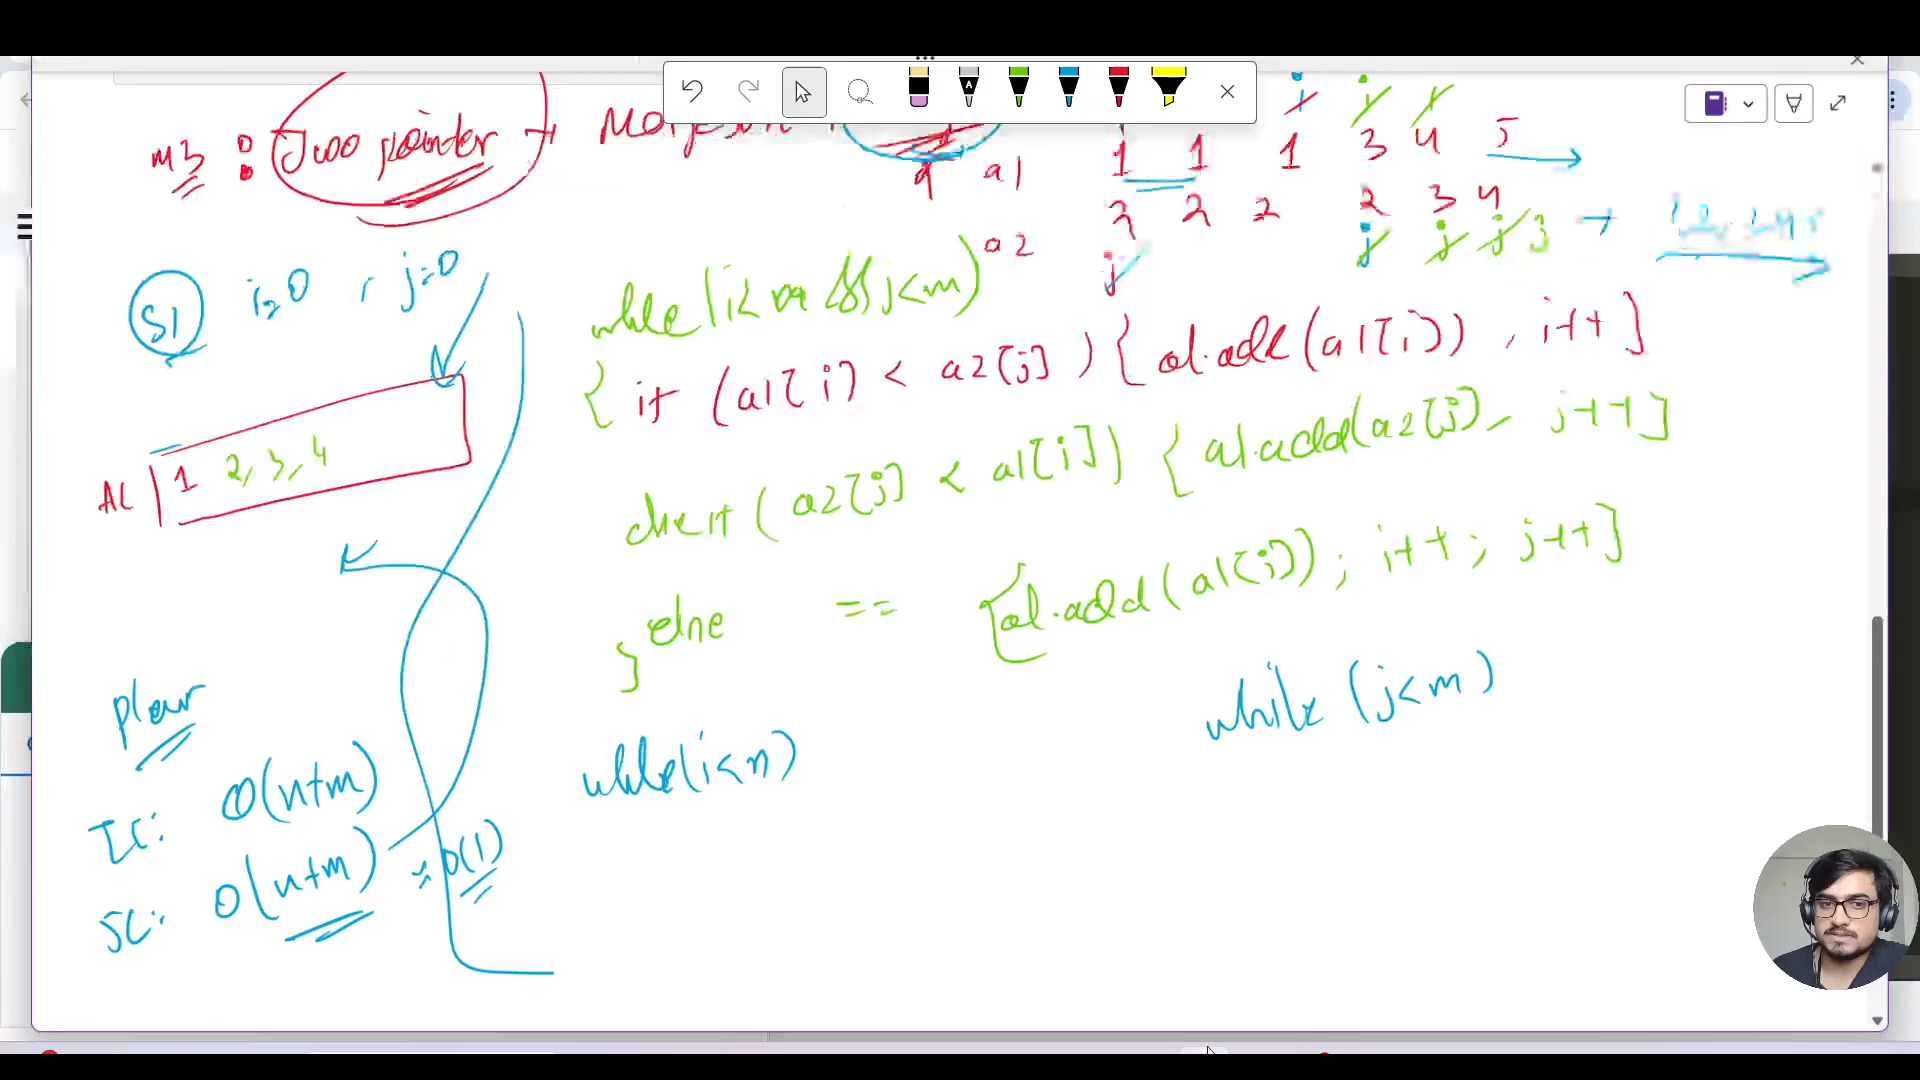 m3 : Two pointer →
a1 1 1 1 3 4 5
a2 2 2 2 2 3 4
S1 i=0 , j=0
while(i<n && j<m)
{ if (a1[i] < a2[j]) { al.add(a1[i]) , i++ }
AL 1 2, 3, 4
else if (a2[j] < a1[i]) { al.add(a2[j]), j++ }
} else == { al.add(a1[i]); i++; j++ }
while(i<n)
while (j<m)
TC: O(n+m)
SC: O(n+m) ≈ O(1)